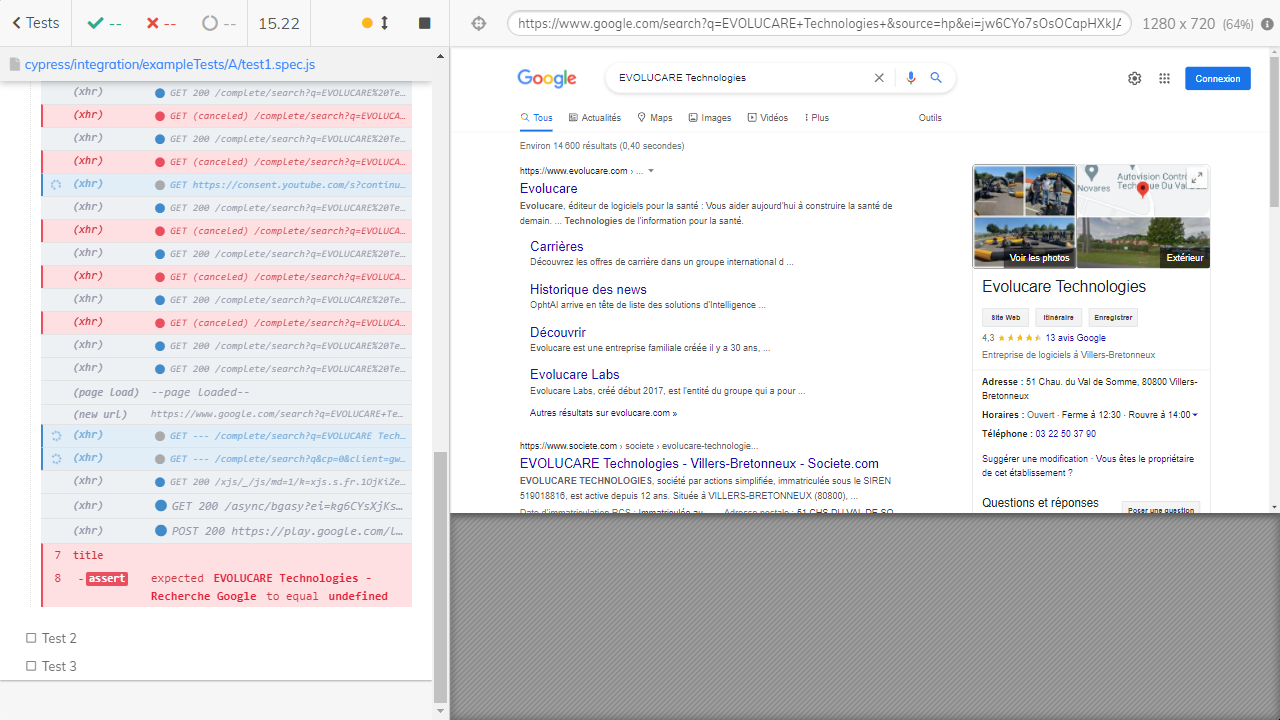 Tests
--
--
--
15.22
cypress/integration/exampleTests/A/test1.spec.js
(xhr) GET 200 /complete/search?q=EVOLUCARE%20Te…
(xhr) GET (canceled) /complete/search?q=EVOLUCA…
(xhr) GET 200 /complete/search?q=EVOLUCARE%20Te…
(xhr) GET (canceled) /complete/search?q=EVOLUCA…
(xhr) GET https://consent.youtube.com/s?continu…
(xhr) GET 200 /complete/search?q=EVOLUCARE%20Te…
(xhr) GET (canceled) /complete/search?q=EVOLUCA…
(xhr) GET 200 /complete/search?q=EVOLUCARE%20Te…
(xhr) GET (canceled) /complete/search?q=EVOLUCA…
(xhr) GET 200 /complete/search?q=EVOLUCARE%20Te…
(xhr) GET (canceled) /complete/search?q=EVOLUCA…
(xhr) GET 200 /complete/search?q=EVOLUCARE%20Te…
(xhr) GET 200 /complete/search?q=EVOLUCARE%20Te…
(page load) --page loaded--
(new url) https://www.google.com/search?q=EVOLUCARE+Te…
(xhr) GET --- /complete/search?q=EVOLUCARE Tech…
(xhr) GET --- /complete/search?q&cp=0&client=gw…
(xhr) GET 200 /xjs/_/js/md=1/k=xjs.s.fr.1OjKiZe…
(xhr) GET 200 /async/bgasy?ei=kg6CYsXjKs…
(xhr) POST 200 https://play.google.com/l…
7 title
8 -assert expected EVOLUCARE Technologies -
Recherche Google to equal undefined
Test 2
Test 3
https://www.google.com/search?q=EVOLUCARE+Technologies+&source=hp&ei=jw6CYo7sOsOCapHXkJA
1280 x 720 (64%)
Google
EVOLUCARE Technologies
Connexion
Tous Actualités Maps Images Vidéos Plus Outils
Environ 14 600 résultats (0,40 secondes)
https://www.evolucare.com › ...
Evolucare
Evolucare, éditeur de logiciels pour la santé : Vous aider aujourd'hui à construire la santé de
demain. ... Technologies de l'information pour la santé.
Carrières
Découvrez les offres de carrière dans un groupe international d ...
Historique des news
OphtAI arrive en tête de liste des solutions d'Intelligence ...
Découvrir
Evolucare est une entreprise familiale créée il y a 30 ans, ...
Evolucare Labs
Evolucare Labs, créé début 2017, est l'entité du groupe qui a pour ...
Autres résultats sur evolucare.com »
https://www.societe.com › societe › evolucare-technologie...
EVOLUCARE Technologies - Villers-Bretonneux - Societe.com
EVOLUCARE TECHNOLOGIES, société par actions simplifiée, immatriculée sous le SIREN
519018816, est active depuis 12 ans. Située à VILLERS-BRETONNEUX (80800), ...
Date d'immatriculation RCS : Immatriculée au ... Adresse postale : 51 CHS DU VAL DE SO
Novares
Autovision Contrô
Technique Du Val De
Voir les photos
Extérieur
Evolucare Technologies
Site Web Itinéraire Enregistrer
4,3 13 avis Google
Entreprise de logiciels à Villers-Bretonneux
Adresse : 51 Chau. du Val de Somme, 80800 Villers-
Bretonneux
Horaires : Ouvert · Ferme à 12:30 · Rouvre à 14:00
Téléphone : 03 22 50 37 90
Suggérer une modification · Vous êtes le propriétaire
de cet établissement ?
Questions et réponses
Poser une question